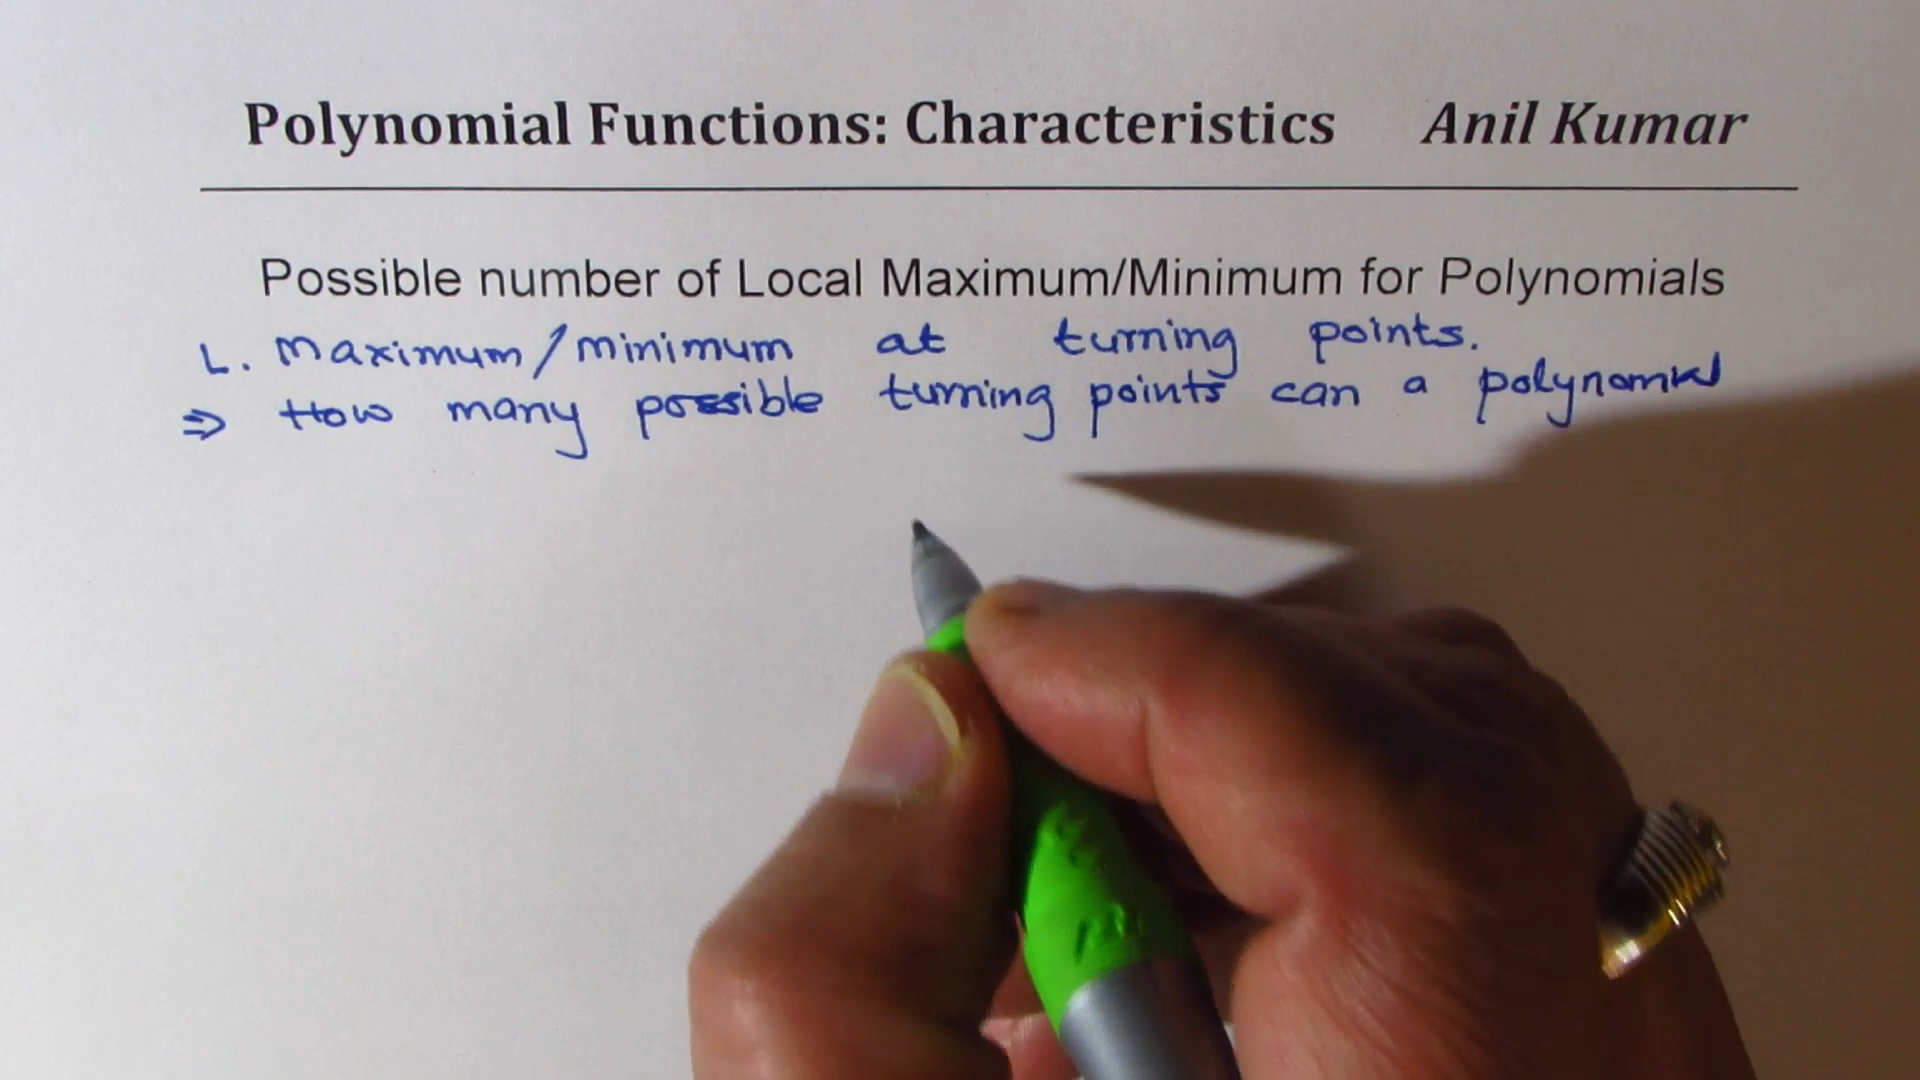 Polynomial Functions: Characteristics Anil Kumar
Possible number of Local Maximum/Minimum for Polynomials
L. Maximum/minimum at turning points.
⇒ How many possible turning points can a polynomial